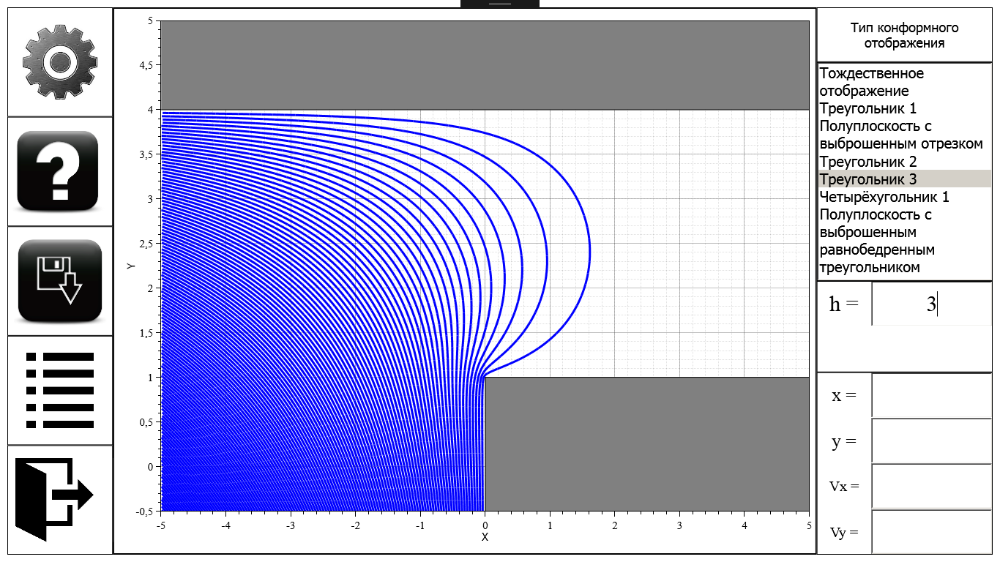 5
4,5
4
3,5
3
2,5
2
1,5
1
0,5
0
-0,5
Y
-5 -4 -3 -2 -1 0 1 2 3 4 5
X
Тип конформного
отображения
Тождественное
отображение
Треугольник 1
Полуплоскость с
выброшенным отрезком
Треугольник 2
Треугольник 3
Четырёхугольник 1
Полуплоскость с
выброшенным
равнобедренным
треугольником
h = 3
x =
y =
Vx =
Vy =